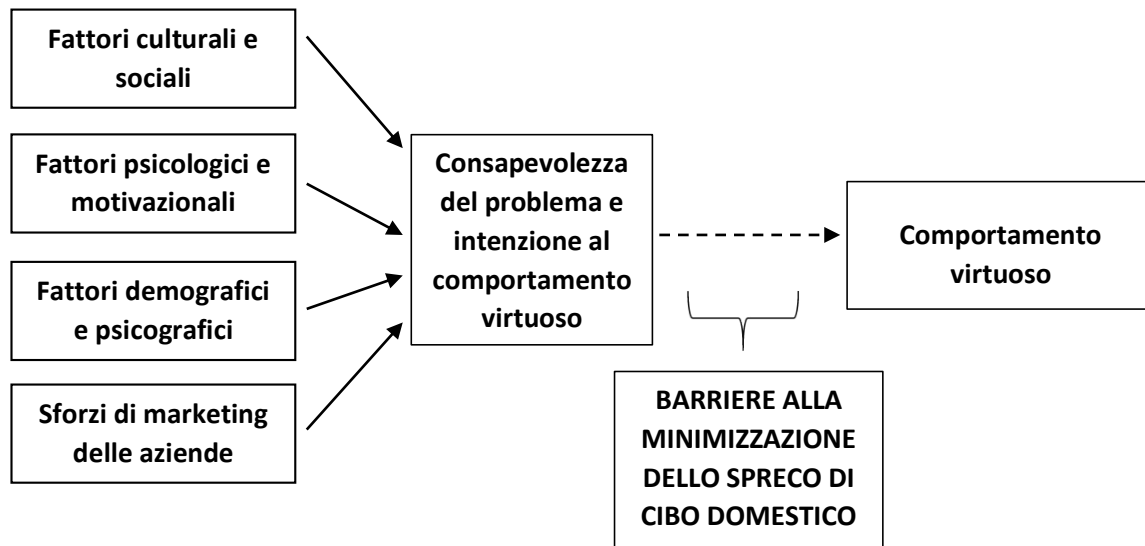 Fattori culturali e
sociali
Fattori psicologici e
motivazionali
Fattori demografici
e psicografici
Sforzi di marketing
delle aziende
Consapevolezza
del problema e
intenzione al
comportamento
virtuoso
Comportamento
virtuoso
BARRIERE ALLA
MINIMIZZAZIONE
DELLO SPRECO DI
CIBO DOMESTICO